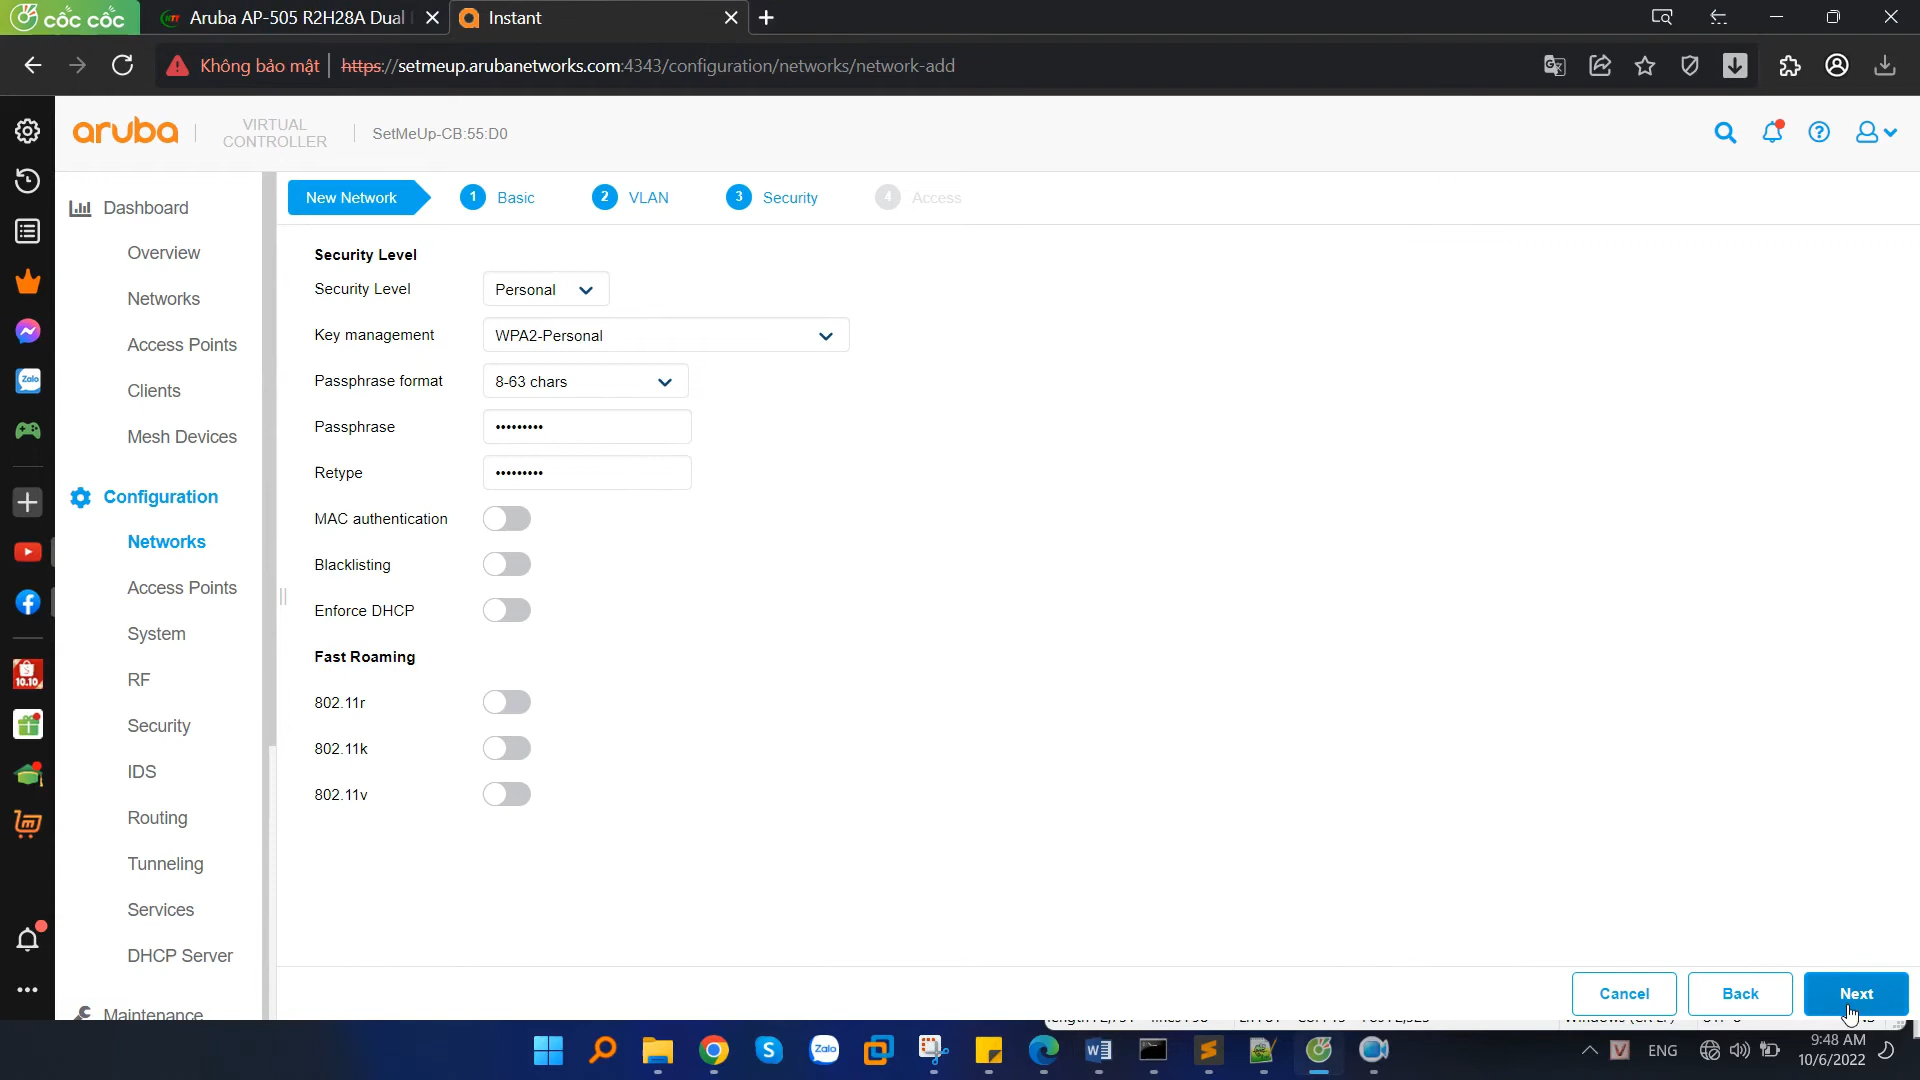 cốc cốc
Aruba AP-505 R2H28A Dual
Instant
Không bảo mật
https://setmeup.arubanetworks.com:4343/configuration/networks/network-add
aruba
VIRTUAL
CONTROLLER
SetMeUp-CB:55:D0
New Network
1 Basic
2 VLAN
3 Security
4 Access
Dashboard
Overview
Networks
Access Points
Clients
Mesh Devices
Configuration
Networks
Access Points
System
RF
Security
IDS
Routing
Tunneling
Services
DHCP Server
Maintenance
Security Level
Security Level
Personal
Key management
WPA2-Personal
Passphrase format
8-63 chars
Passphrase
•••••••••
Retype
•••••••••
MAC authentication
Blacklisting
Enforce DHCP
Fast Roaming
802.11r
802.11k
802.11v
Cancel
Back
Next
Zalo
10.10
Zalo
ENG
9:48 AM
10/6/2022